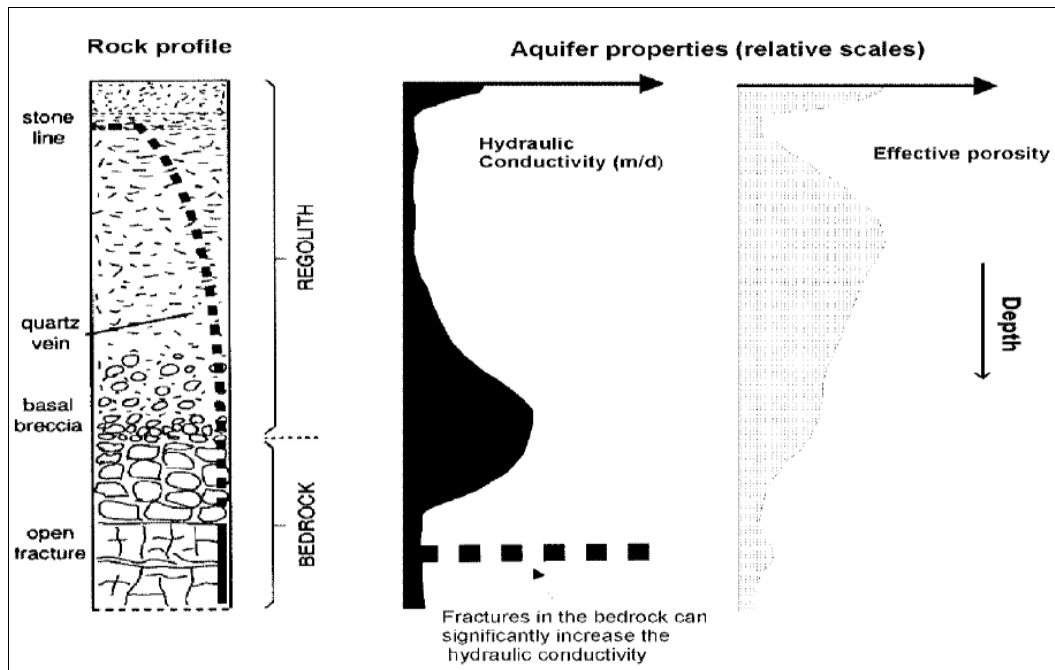 Rock profile
Aquifer properties (relative scales)
stone
line
Hydraulic
Conductivity (m/d)
Effective porosity
REGOLITH
Depth
quartz
vein
basal
breccia
BEDROCK
open
fracture
Fractures in the bedrock can
significantly increase the
hydraulic conductivity